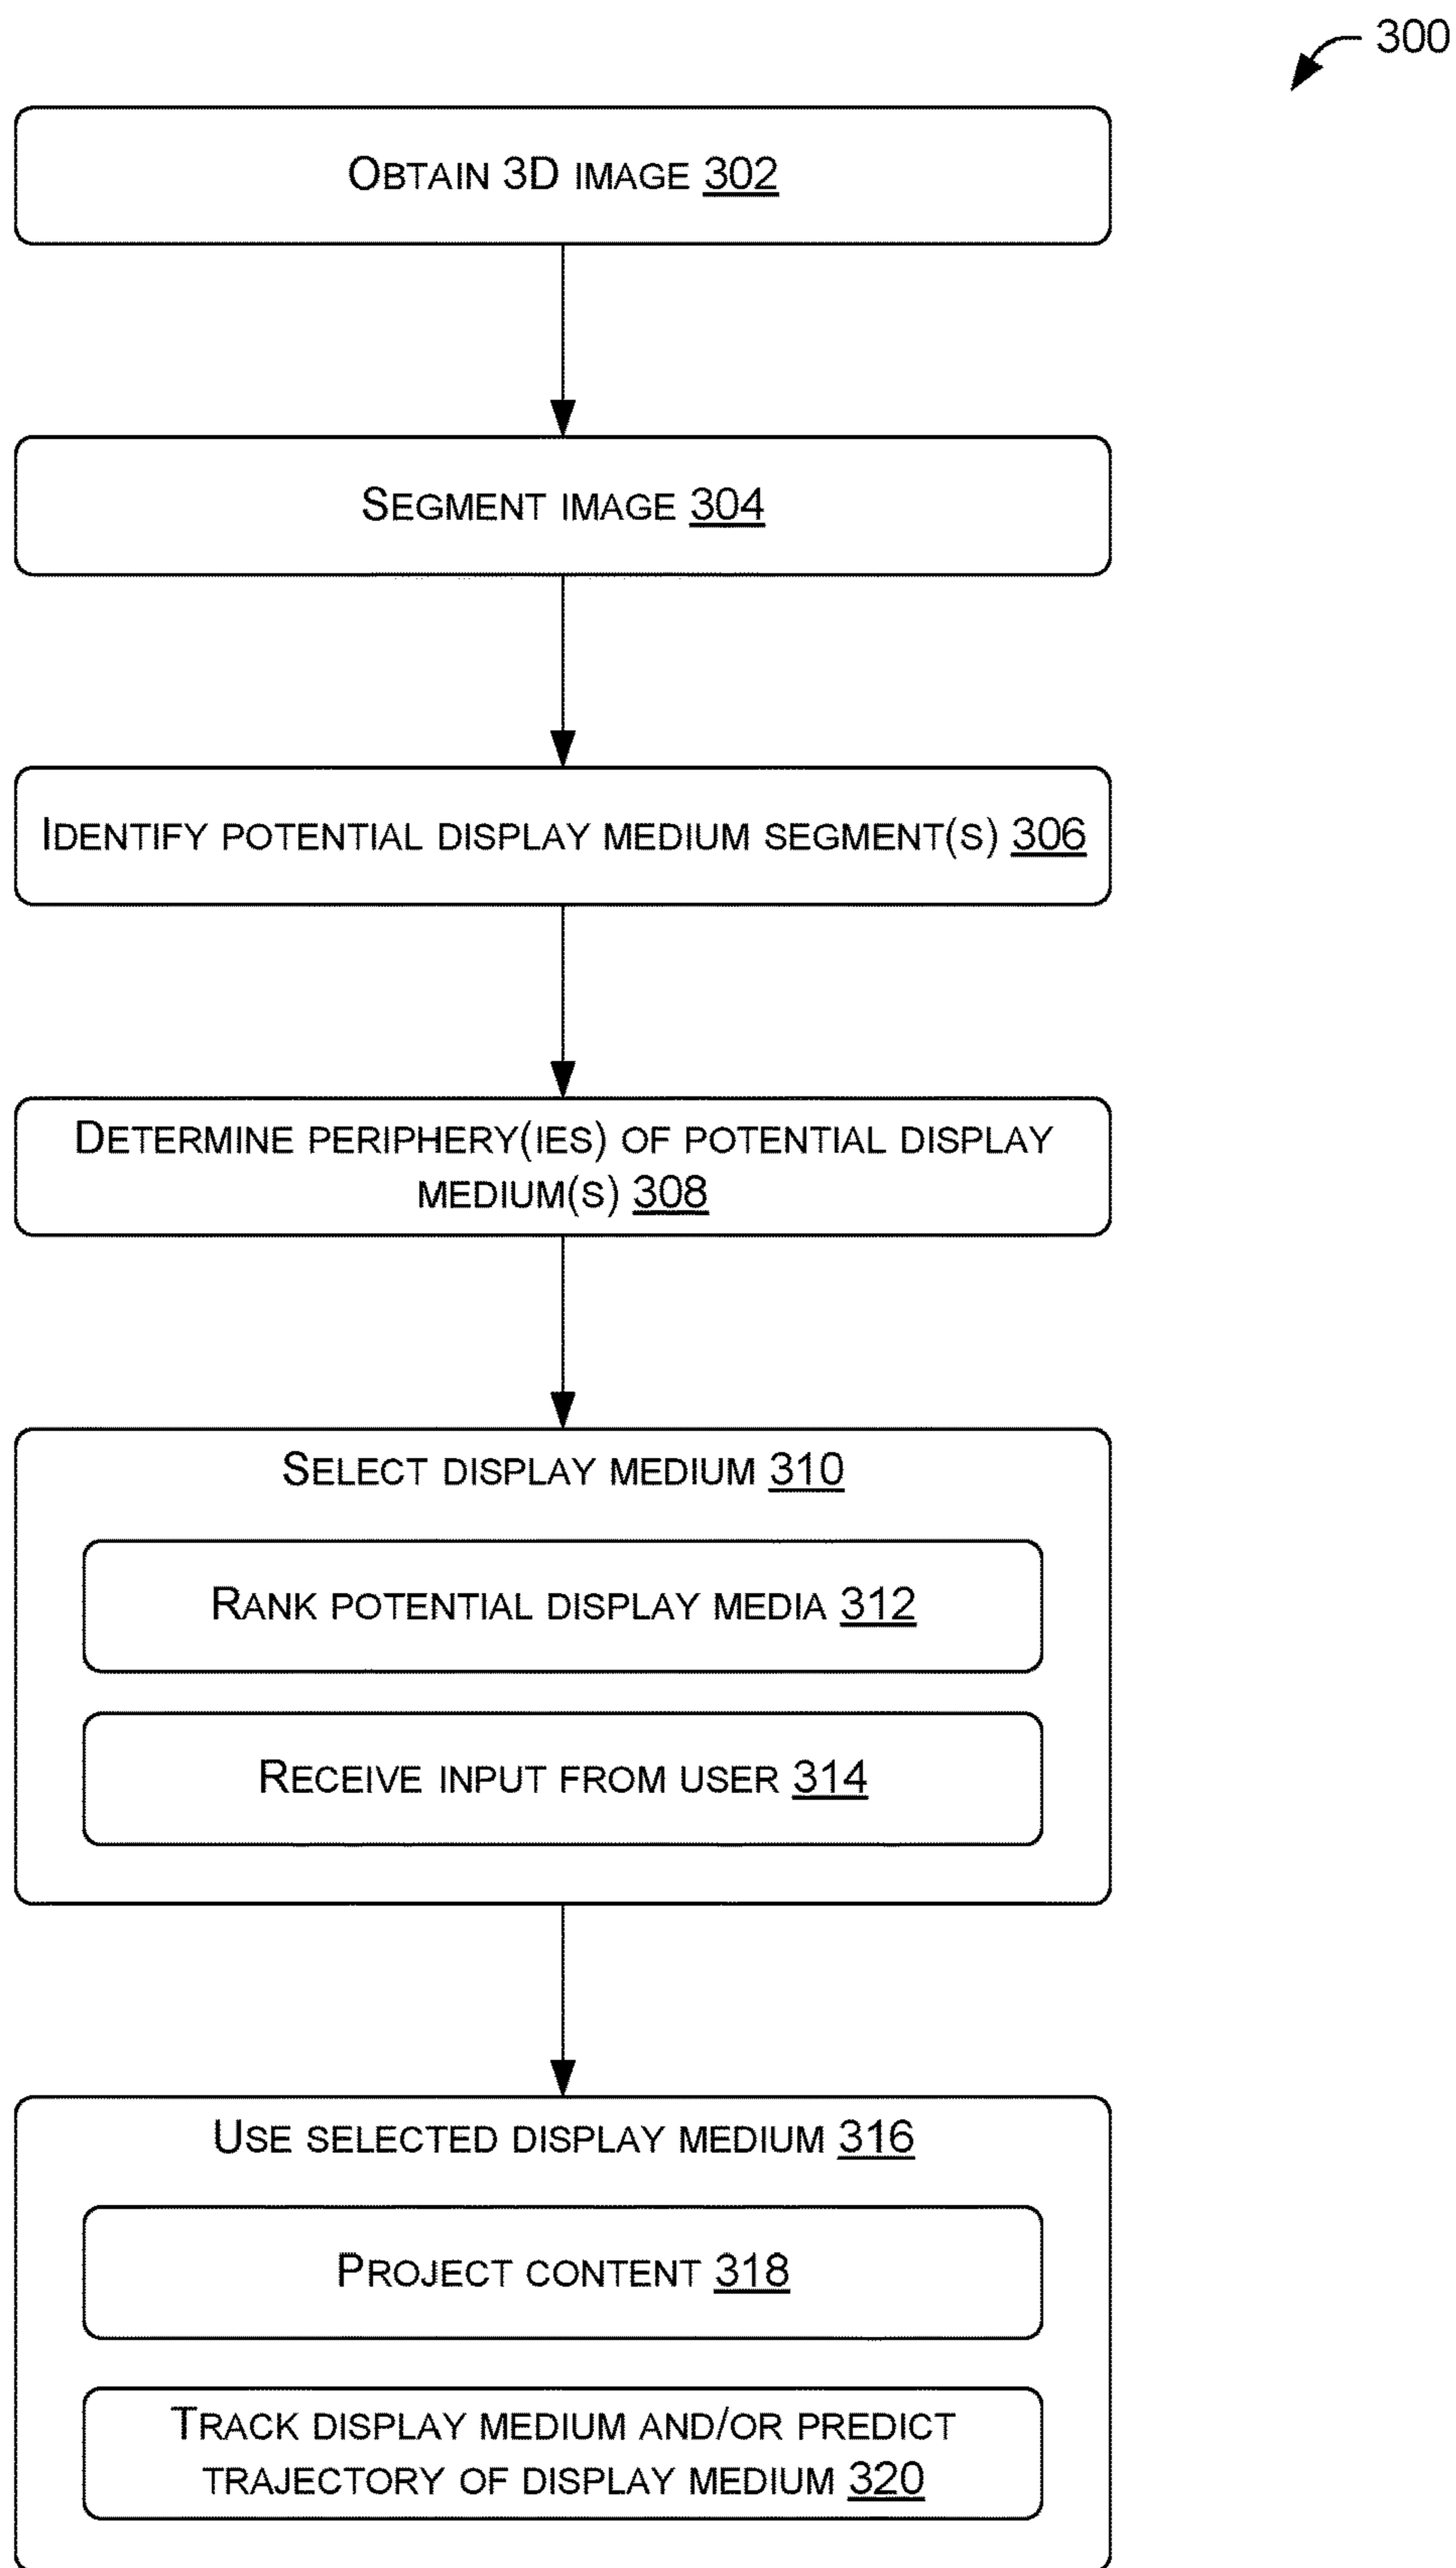 300
OBTAIN 3D IMAGE 302
SEGMENT IMAGE 304
IDENTIFY POTENTIAL DISPLAY MEDIUM SEGMENT(S) 306
DETERMINE PERIPHERY(IES) OF POTENTIAL DISPLAY
MEDIUM(S) 308
SELECT DISPLAY MEDIUM 310
RANK POTENTIAL DISPLAY MEDIA 312
RECEIVE INPUT FROM USER 314
USE SELECTED DISPLAY MEDIUM 316
PROJECT CONTENT 318
TRACK DISPLAY MEDIUM AND/OR PREDICT
TRAJECTORY OF DISPLAY MEDIUM 320